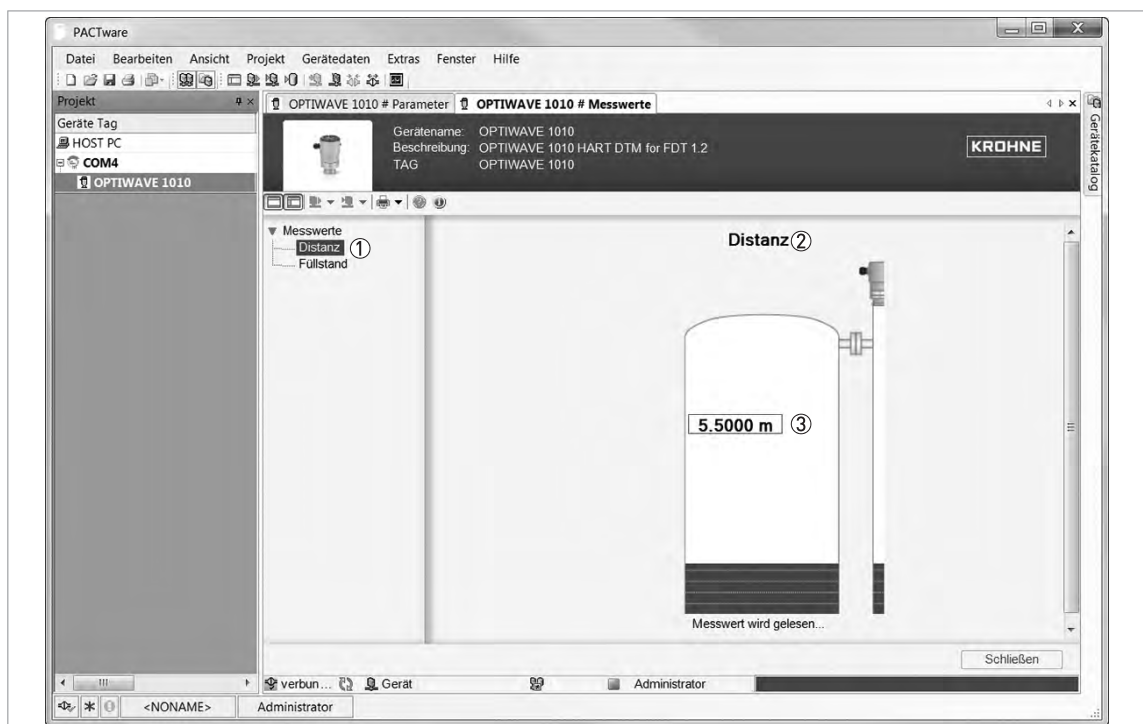 PACTware
Datei Bearbeiten Ansicht Projekt Gerätedaten Extras Fenster Hilfe
Projekt
Geräte Tag
HOST PC
COM4
OPTIWAVE 1010
OPTIWAVE 1010 # Parameter
OPTIWAVE 1010 # Messwerte
Gerätename: OPTIWAVE 1010
Beschreibung: OPTIWAVE 1010 HART DTM for FDT 1.2
TAG OPTIWAVE 1010
KROHNE
Gerätekatalog
Messwerte
Distanz ①
Füllstand
Distanz ②
5.5000 m ③
Messwert wird gelesen...
Schließen
verbun... Gerät Administrator
<NONAME> Administrator